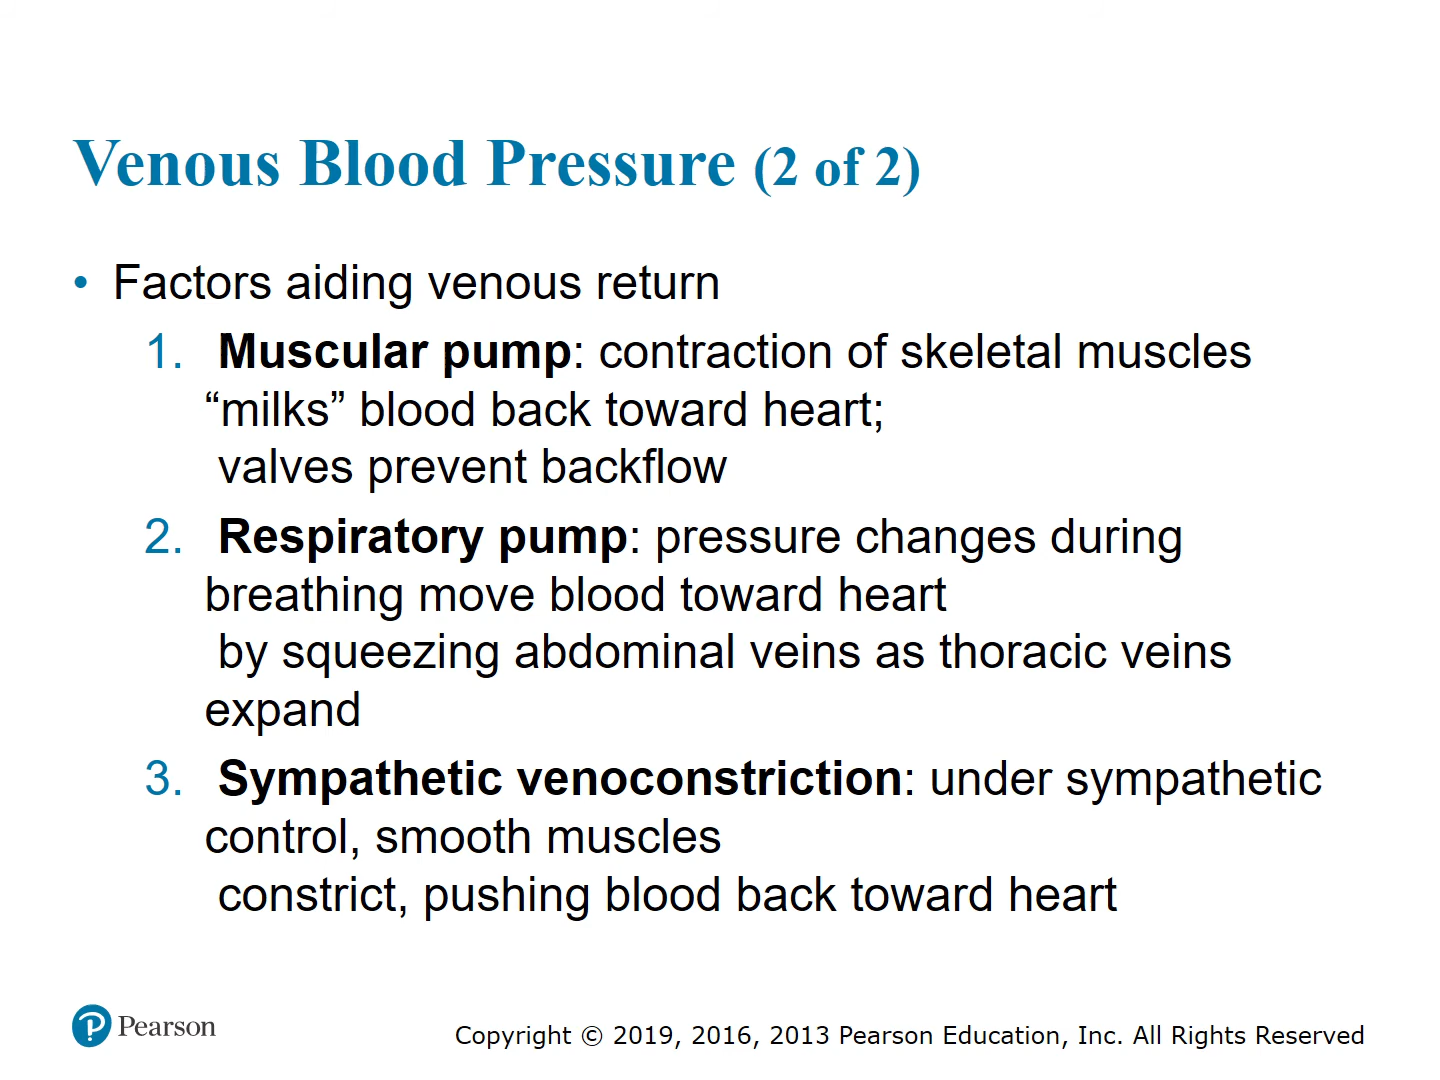 Venous Blood Pressure (2 of 2)
• Factors aiding venous return
1. Muscular pump: contraction of skeletal muscles
“milks” blood back toward heart;
valves prevent backflow
2. Respiratory pump: pressure changes during
breathing move blood toward heart
by squeezing abdominal veins as thoracic veins
expand
3. Sympathetic venoconstriction: under sympathetic
control, smooth muscles
constrict, pushing blood back toward heart
Pearson
Copyright © 2019, 2016, 2013 Pearson Education, Inc. All Rights Reserved